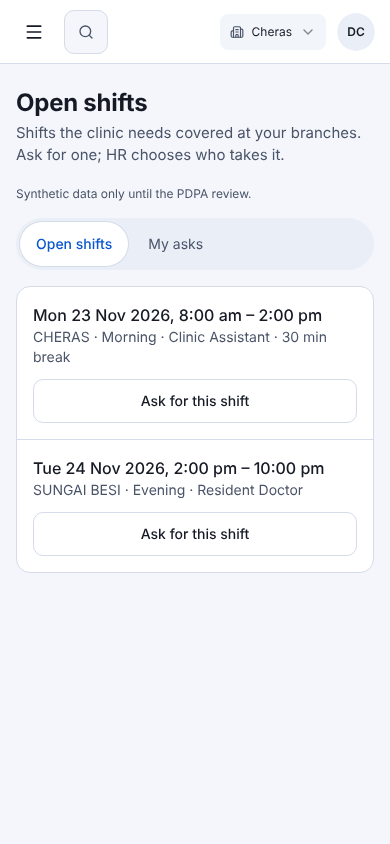 Cheras
DC
Open shifts
Shifts the clinic needs covered at your branches.
Ask for one; HR chooses who takes it.
Synthetic data only until the PDPA review.
Open shifts
My asks
Mon 23 Nov 2026, 8:00 am – 2:00 pm
CHERAS · Morning · Clinic Assistant · 30 min
break
Ask for this shift
Tue 24 Nov 2026, 2:00 pm – 10:00 pm
SUNGAI BESI · Evening · Resident Doctor
Ask for this shift